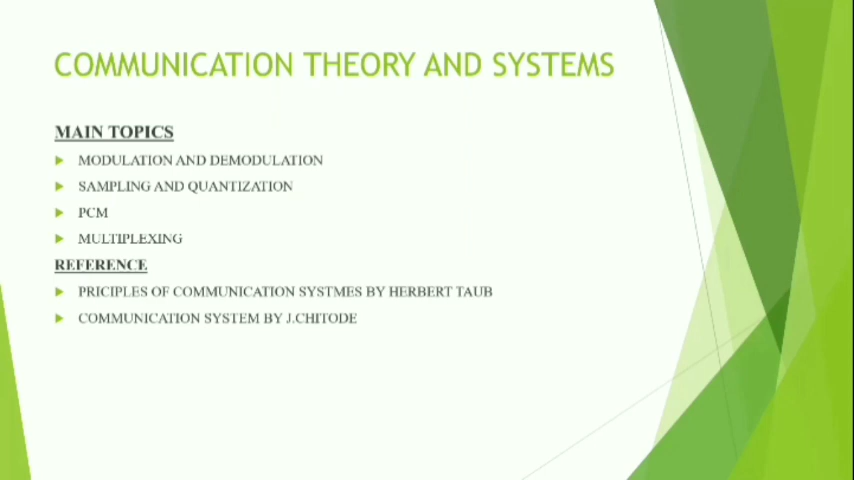 COMMUNICATION THEORY AND SYSTEMS
MAIN TOPICS
MODULATION AND DEMODULATION
SAMPLING AND QUANTIZATION
PCM
MULTIPLEXING
REFERENCE
PRICIPLES OF COMMUNICATION SYSTMES BY HERBERT TAUB
COMMUNICATION SYSTEM BY J.CHITODE